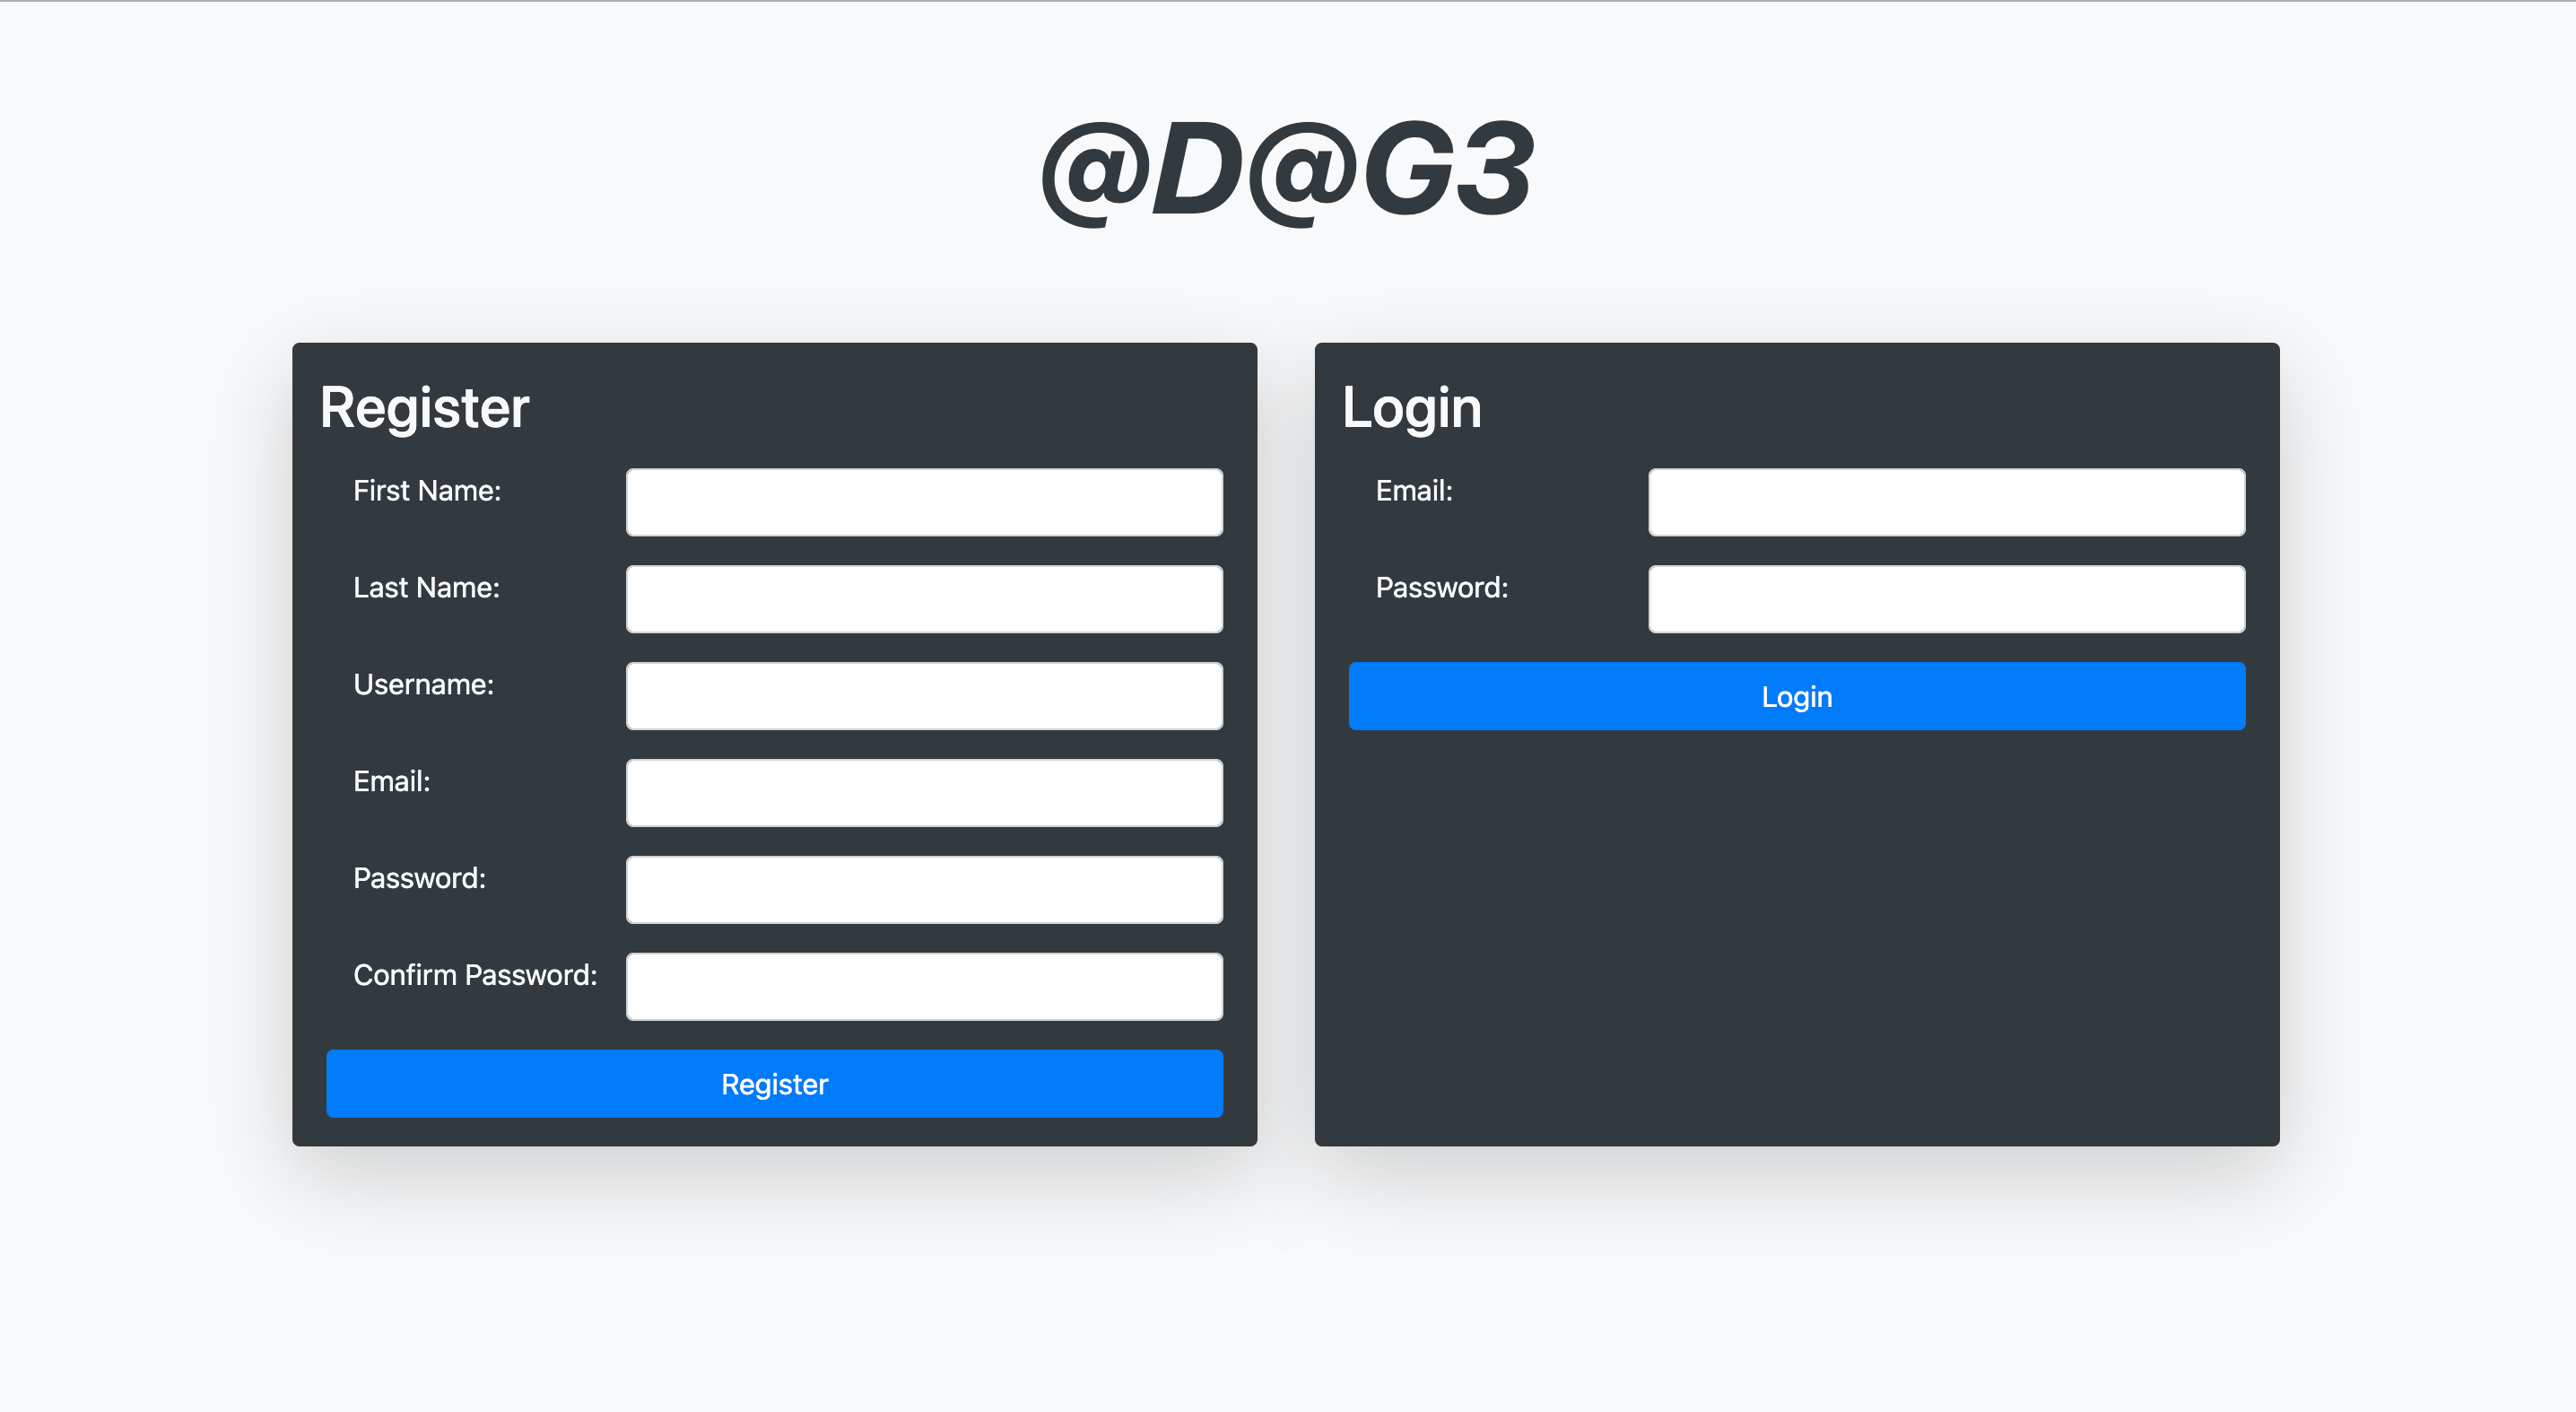 @D@G3
Register
First Name:
Last Name:
Username:
Email:
Password:
Confirm Password:
Register
Login
Email:
Password:
Login